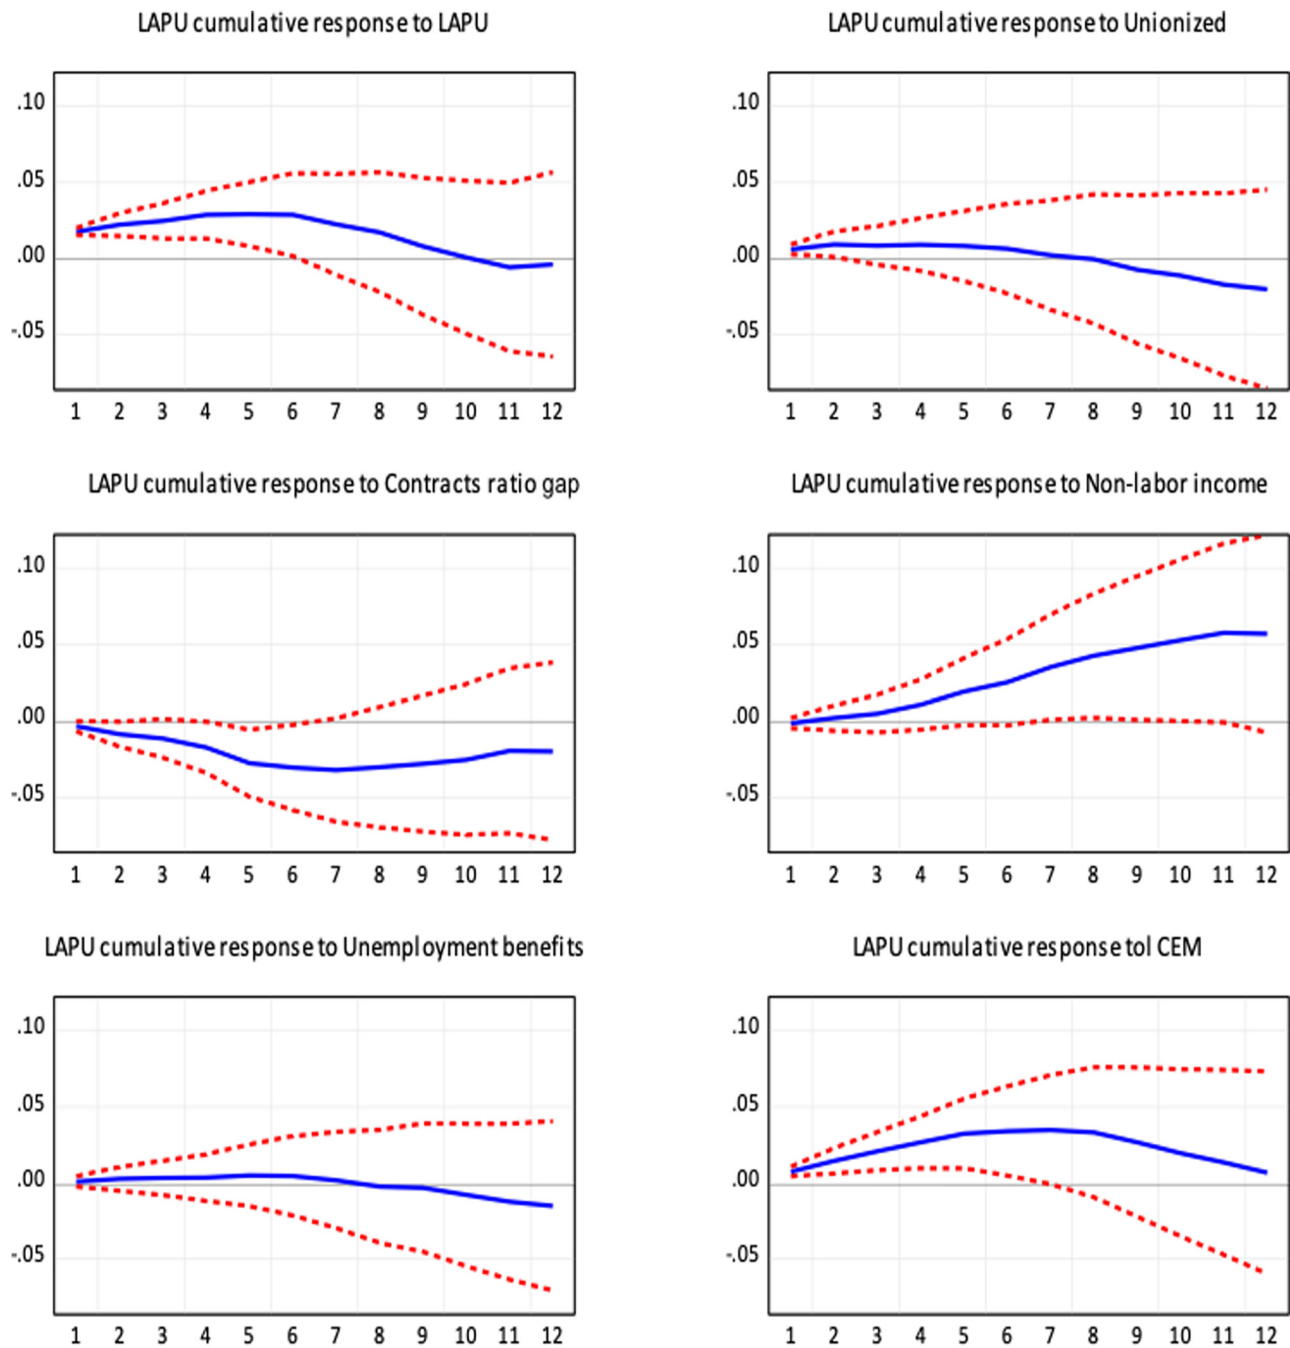 LAPU cumulative response to LAPU
LAPU cumulative response to Unionized
.10
.05
.00
-.05
1 2 3 4 5 6 7 8 9 10 11 12
.10
.05
.00
-.05
1 2 3 4 5 6 7 8 9 10 11 12
LAPU cumulative response to Contracts ratio gap
LAPU cumulative response to Non-labor income
.10
.05
.00
-.05
1 2 3 4 5 6 7 8 9 10 11 12
.10
.05
.00
-.05
1 2 3 4 5 6 7 8 9 10 11 12
LAPU cumulative response to Unemployment benefits
LAPU cumulative response tol CEM
.10
.05
.00
-.05
1 2 3 4 5 6 7 8 9 10 11 12
.10
.05
.00
-.05
1 2 3 4 5 6 7 8 9 10 11 12